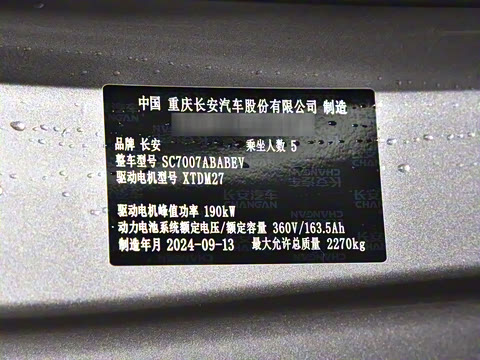 中国 重庆长安汽车股份有限公司 制造
品牌 长安 乘坐人数 5
整车型号 SC7007ABABEV
驱动电机型号 XTDM27
驱动电机峰值功率 190kW
动力电池系统额定电压/额定容量 360V/163.5Ah
制造年月 2024-09-13 最大允许总质量 2270kg